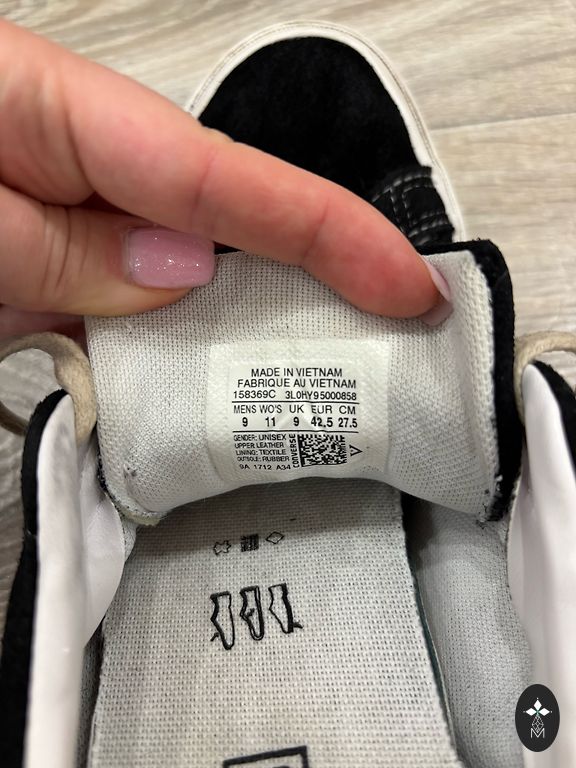 MADE IN VIETNAM
FABRIQUE AU VIETNAM
158369C 3L0HY95000858
MENS WO'S UK EUR CM
9 11 9 42.5 27.5
GENDER: UNISEX
UPPER: LEATHER
LINING: TEXTILE
OUTSOLE: RUBBER
9A 1712 A34
CONVERSE
M